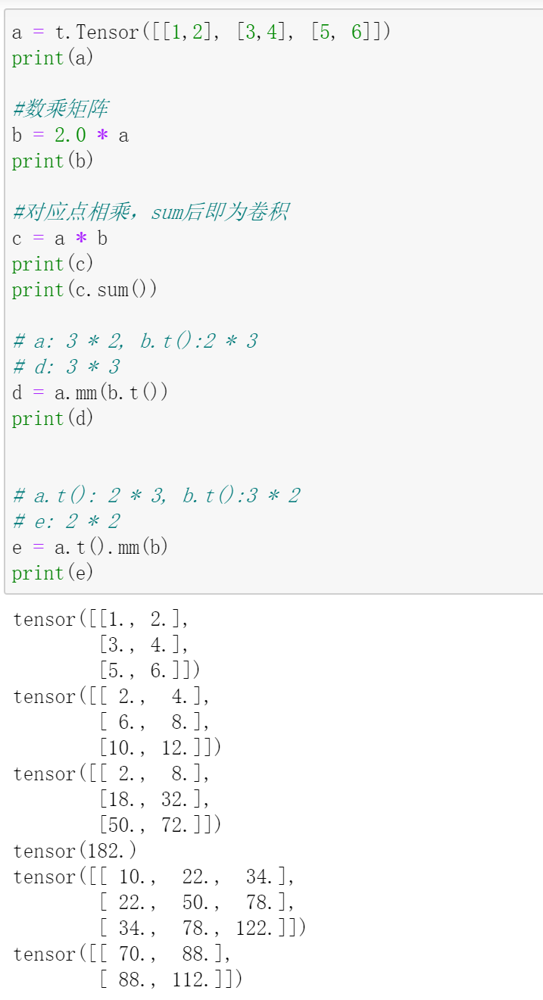 a = t.Tensor([[1,2], [3,4], [5, 6]])
print(a)
#数乘矩阵
b = 2.0 * a
print(b)
#对应点相乘，sum后即为卷积
c = a * b
print(c)
print(c.sum())
# a: 3 * 2, b.t():2 * 3
# d: 3 * 3
d = a.mm(b.t())
print(d)
# a.t(): 2 * 3, b.t():3 * 2
# e: 2 * 2
e = a.t().mm(b)
print(e)
tensor([[1., 2.],
[3., 4.],
[5., 6.]])
tensor([[ 2., 4.],
[ 6., 8.],
[10., 12.]])
tensor([[ 2., 8.],
[18., 32.],
[50., 72.]])
tensor(182.)
tensor([[ 10., 22., 34.],
[ 22., 50., 78.],
[ 34., 78., 122.]])
tensor([[ 70., 88.],
[ 88., 112.]])